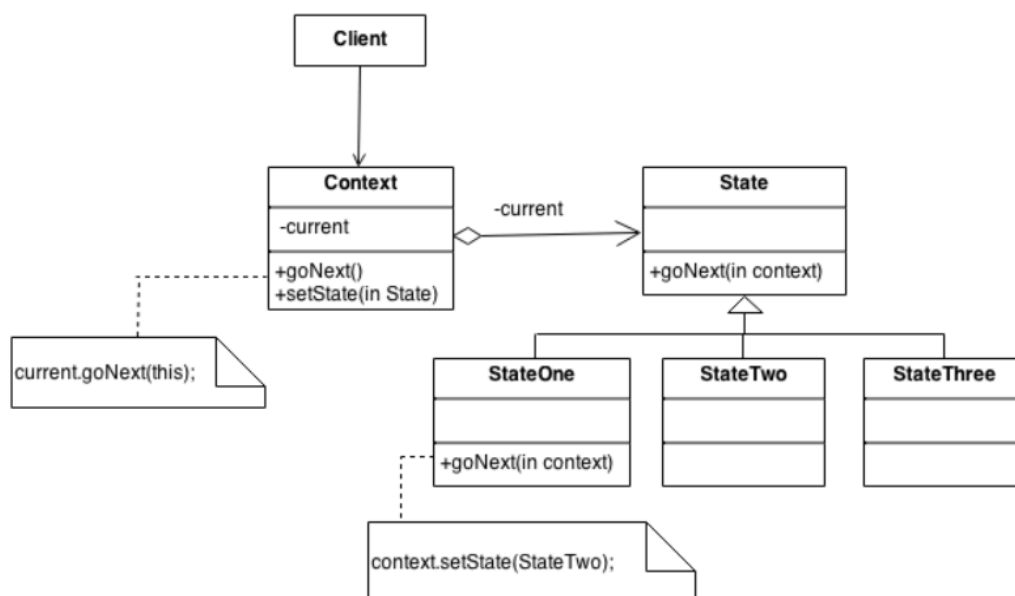 Client
Context
-current
+goNext()
+setState(in State)
-current
State
+goNext(in context)
current.goNext(this);
StateOne
+goNext(in context)
StateTwo
StateThree
context.setState(StateTwo);